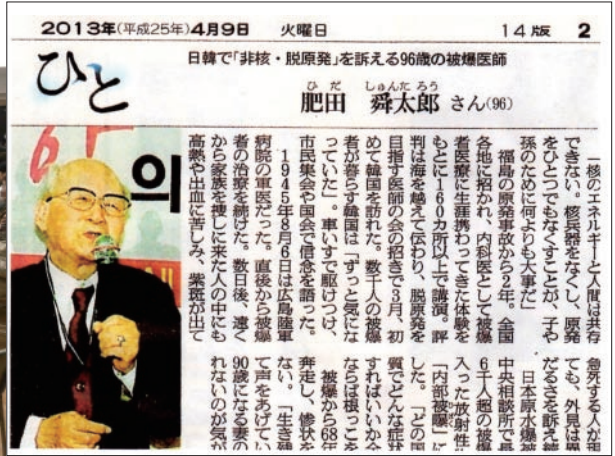 2013年(平成25年)4月9日 火曜日 14版 2
ひと
日韓で「非核・脱原発」を訴える96歳の被爆医師
ひだ しゅんたろう
肥田 舜太郎 さん(96)
「核のエネルギーと人間は共存
できない。核兵器をなくし、原発
をひとつでもなくすことが、子や
孫のために何よりも大事だ」
福島の原発事故から2年。全国
各地に招かれ、内科医として被爆
者医療に生涯携わってきた体験を
もとに160カ所以上で講演。評
判は海を越えて伝わり、脱原発を
目指す医師の会の招きで3月、初
めて韓国を訪れた。数千人の被爆
者が暮らす韓国は「ずっと気にな
っていた」。車いすで駆けつけ、
市民集会や国会で信念を語った。
1945年8月6日は広島陸軍
病院の軍医だった。直後から被爆
者の治療を続けた。数日後、遠く
から家族を捜しに来た人の中にも
高熱や出血に苦しみ、紫斑が出て
急死する人が現
ても、外見は異
だるさを訴え続
日本原水爆被
中央相談所で長
6千人超の被爆
入った放射性
「内部被曝」に
した。「どの国
質でどんな症状
すればいいか全
ならば根っこを
被爆から68年
奔走し、惨状を
ない。「生き残
て声をあげてい
90歳になる妻の
れないのが気が
의